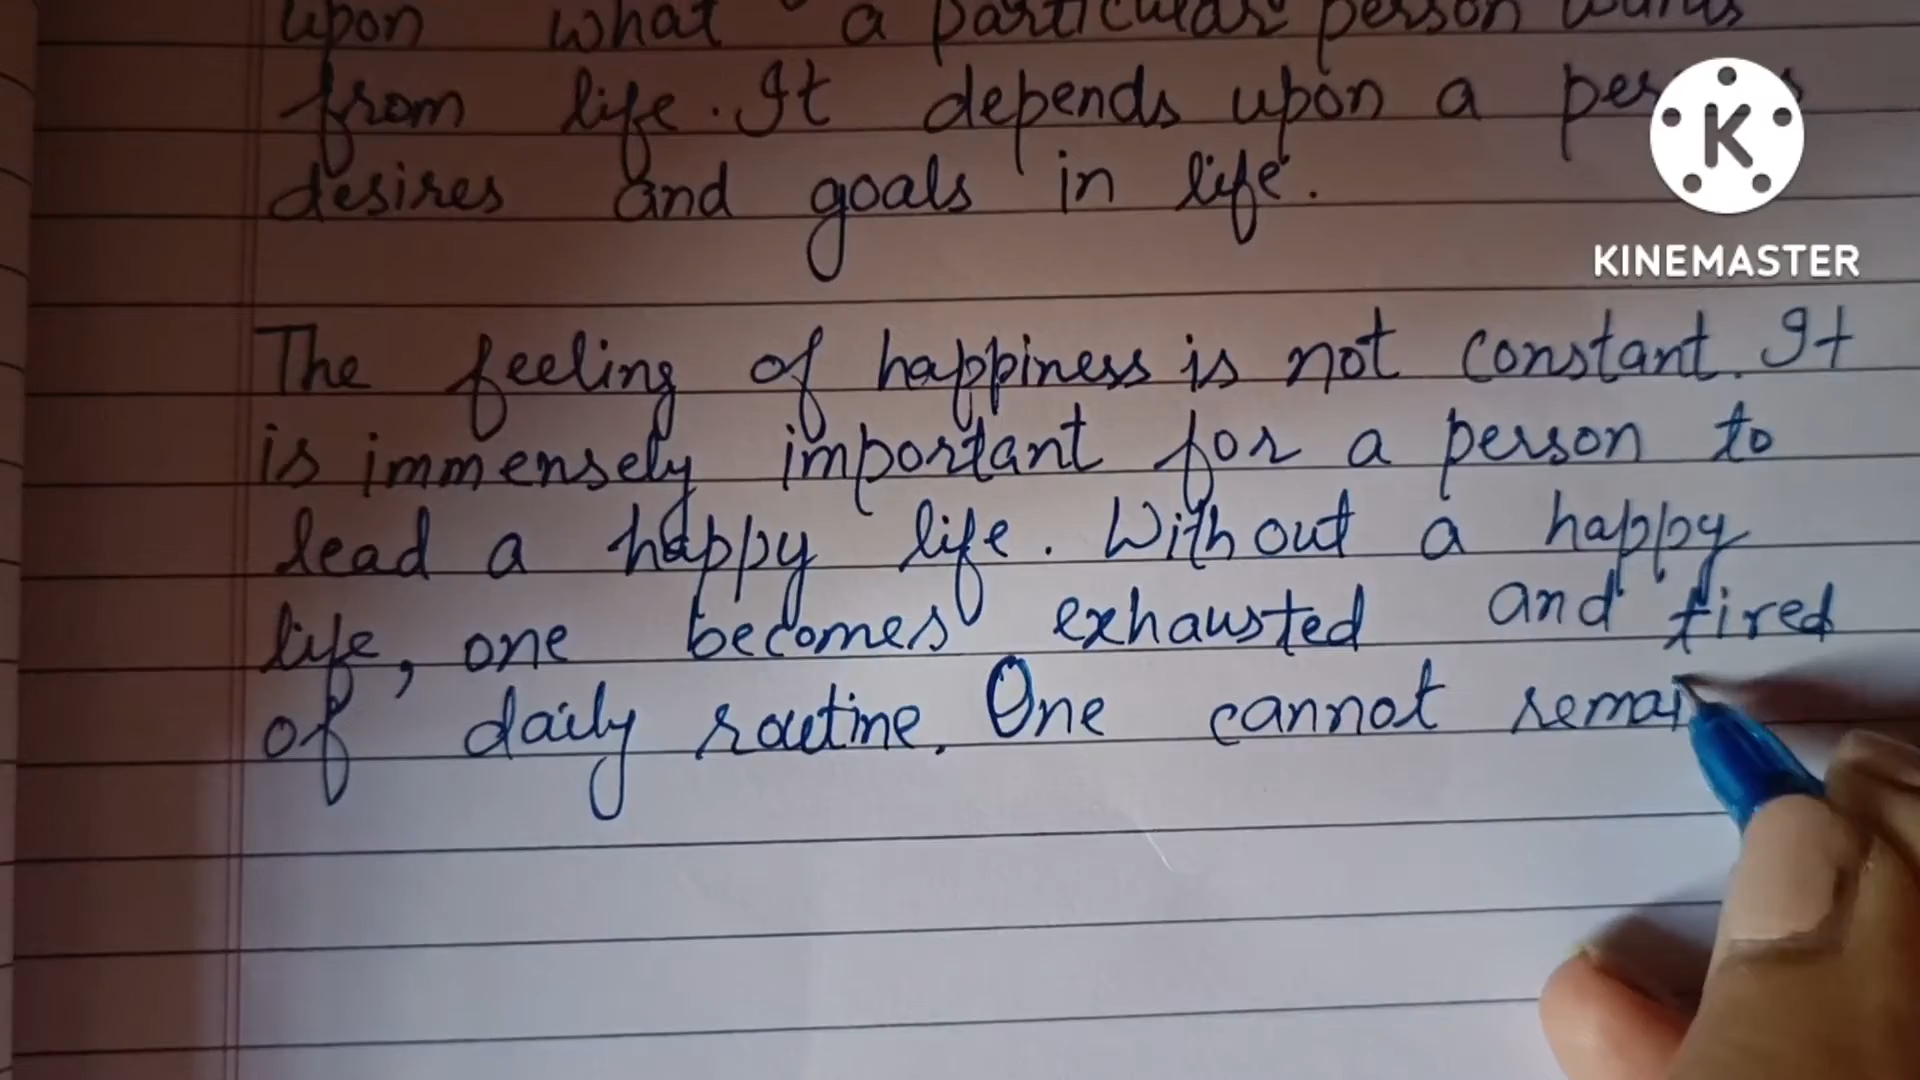 upon what a particular person wants
from life. It depends upon a
desires and goals in life.
K
KINEMASTER
The feeling of happiness is not constant. It
is immensely important for a person to
lead a happy life. Without a happy
life, one becomes exhausted and tired
of daily routine. One cannot remai